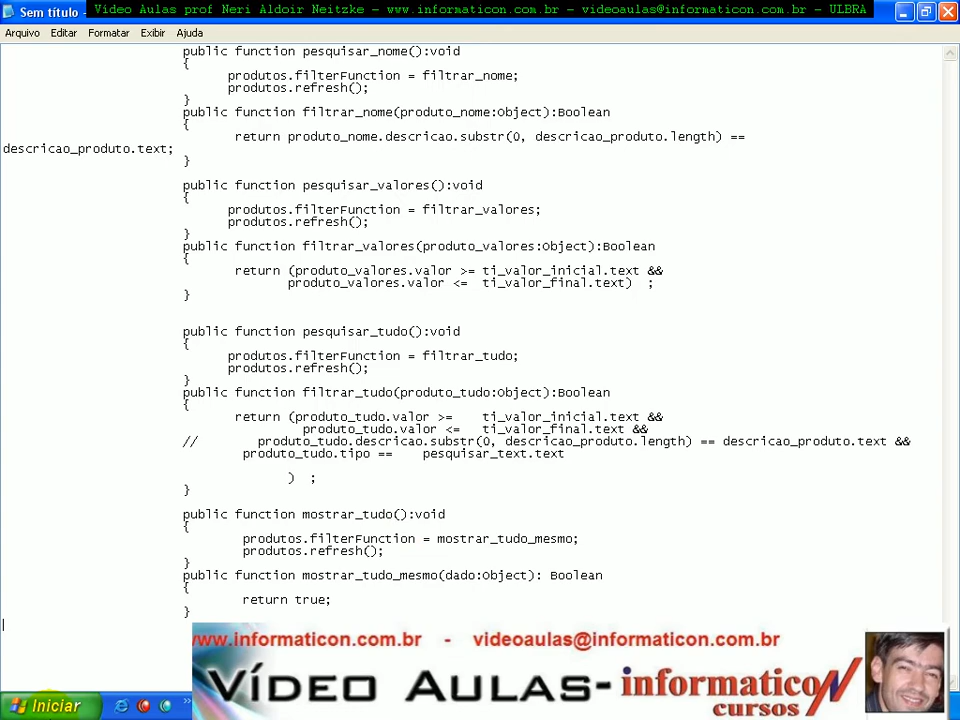 Sem título -
Vídeo Aulas prof Neri Aldoir Neitzke - www.informaticon.com.br - videoaulas@informaticon.com.br - ULBRA
Arquivo Editar Formatar Exibir Ajuda
public function pesquisar_nome():void
{
produtos.filterFunction = filtrar_nome;
produtos.refresh();
}
public function filtrar_nome(produto_nome:Object):Boolean
{
return produto_nome.descricao.substr(0, descricao_produto.length) ==
descricao_produto.text;
}
public function pesquisar_valores():void
{
produtos.filterFunction = filtrar_valores;
produtos.refresh();
}
public function filtrar_valores(produto_valores:Object):Boolean
{
return (produto_valores.valor >= ti_valor_inicial.text &&
produto_valores.valor <= ti_valor_final.text) ;
}
public function pesquisar_tudo():void
{
produtos.filterFunction = filtrar_tudo;
produtos.refresh();
}
public function filtrar_tudo(produto_tudo:Object):Boolean
{
return (produto_tudo.valor >= ti_valor_inicial.text &&
produto_tudo.valor <= ti_valor_final.text &&
// produto_tudo.descricao.substr(0, descricao_produto.length) == descricao_produto.text &&
produto_tudo.tipo == pesquisar_text.text
) ;
}
public function mostrar_tudo():void
{
produtos.filterFunction = mostrar_tudo_mesmo;
produtos.refresh();
}
public function mostrar_tudo_mesmo(dado:Object): Boolean
{
return true;
}
www.informaticon.com.br - videoaulas@informaticon.com.br
VÍDEO AULAS- informaticon
cursos
Iniciar